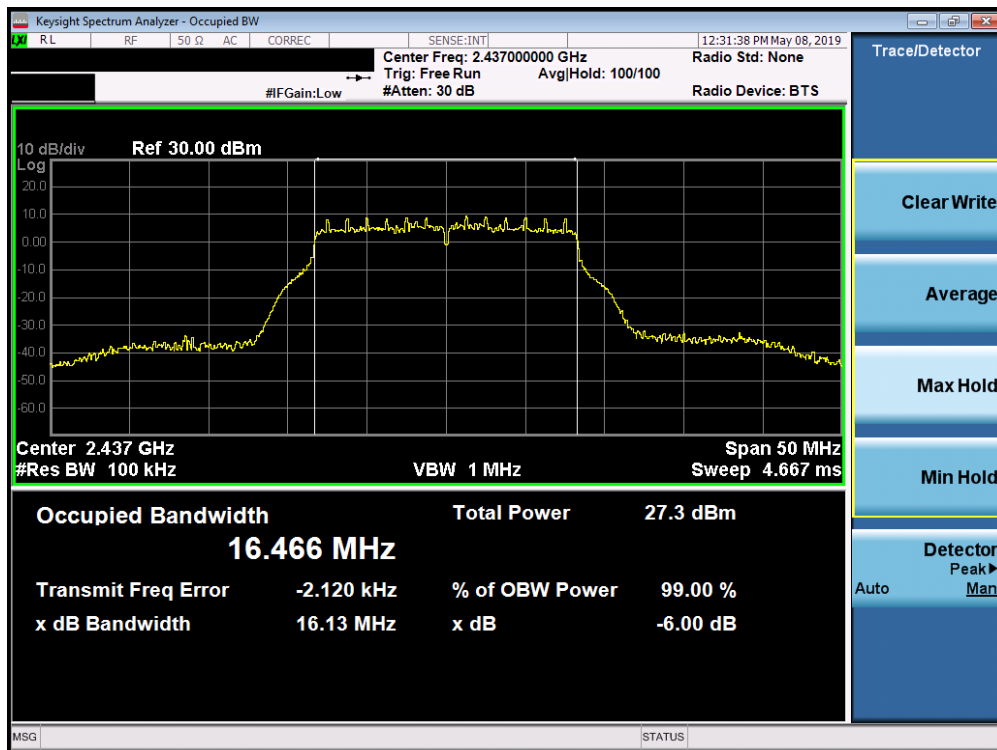 Keysight Spectrum Analyzer - Occupied BW
LXI RL RF 50 Ω AC CORREC SENSE:INT 12:31:38 PM May 08, 2019
Center Freq: 2.437000000 GHz Radio Std: None
Trig: Free Run Avg|Hold: 100/100
#IFGain:Low #Atten: 30 dB Radio Device: BTS
Trace/Detector
10 dB/div Ref 30.00 dBm
Log
20.0
10.0
0.00
-10.0
-20.0
-30.0
-40.0
-50.0
-60.0
Center 2.437 GHz Span 50 MHz
#Res BW 100 kHz VBW 1 MHz Sweep 4.667 ms
Occupied Bandwidth Total Power 27.3 dBm
16.466 MHz
Transmit Freq Error -2.120 kHz % of OBW Power 99.00 %
x dB Bandwidth 16.13 MHz x dB -6.00 dB
Clear Write
Average
Max Hold
Min Hold
Detector
Peak▶
Auto Man
MSG STATUS